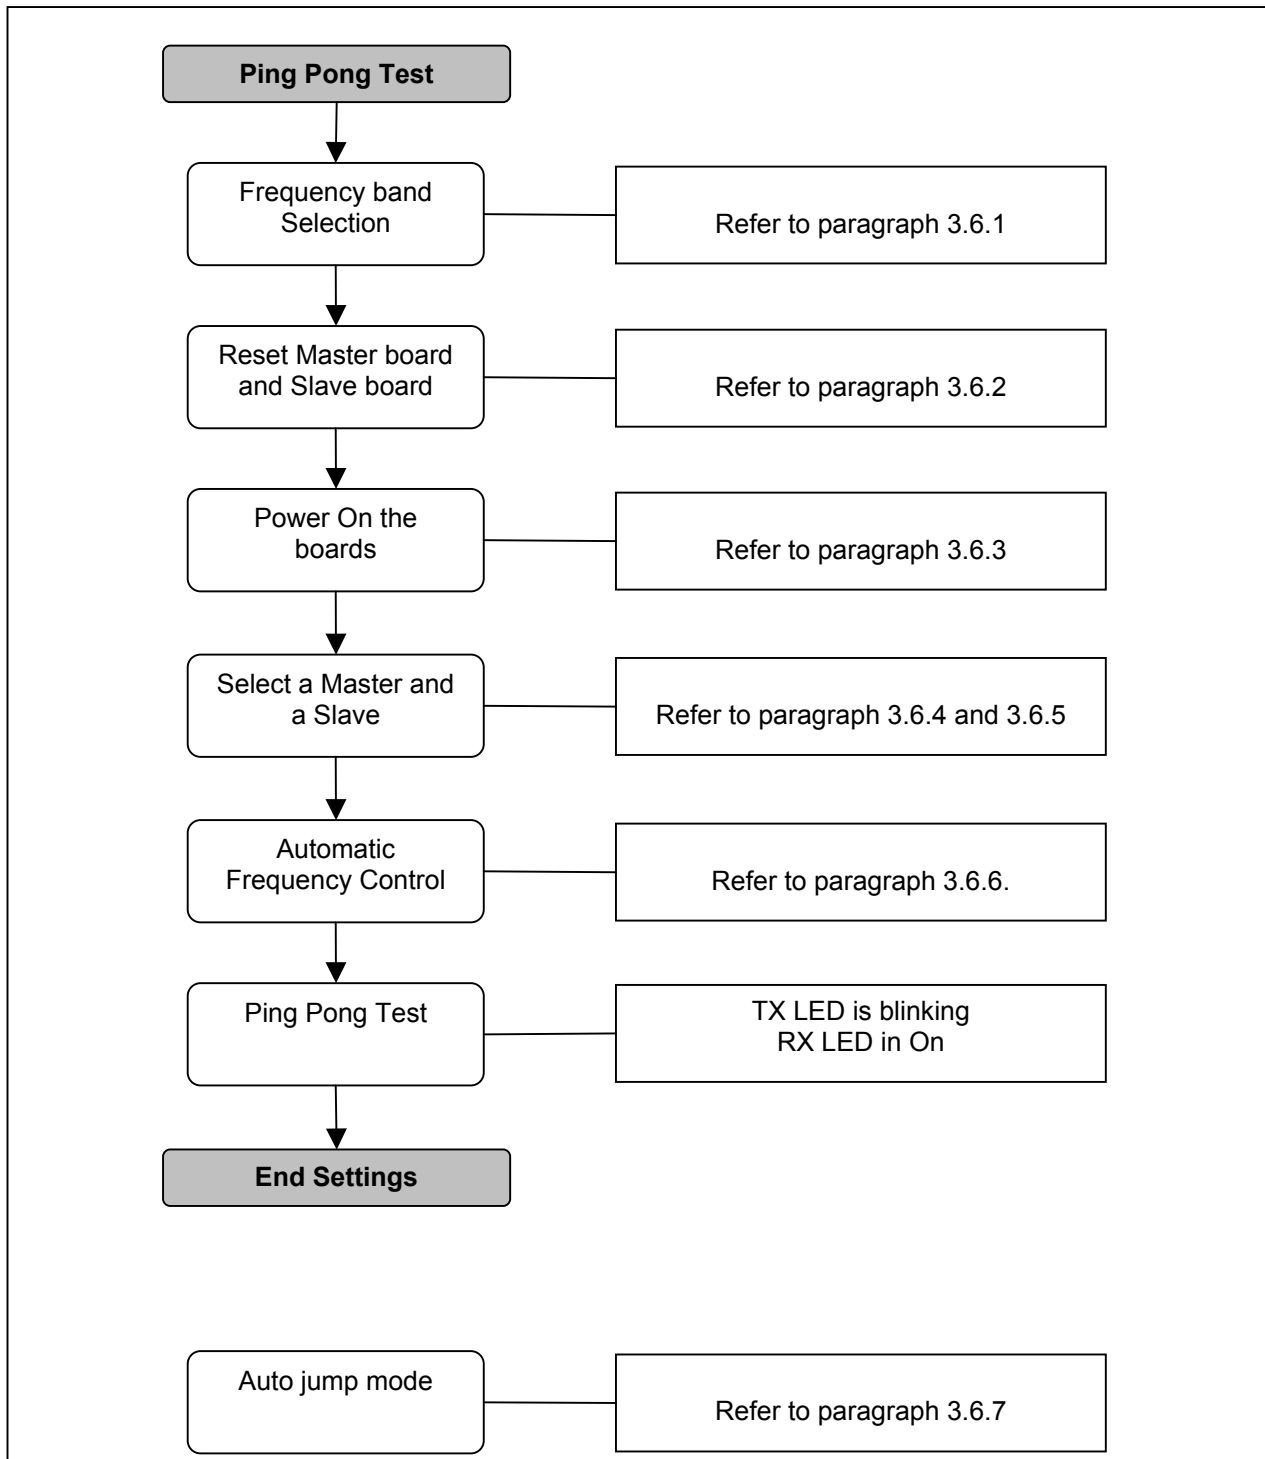 Ping Pong Test
Frequency band
Selection
Refer to paragraph 3.6.1
Reset Master board
and Slave board
Refer to paragraph 3.6.2
Power On the
boards
Refer to paragraph 3.6.3
Select a Master and
a Slave
Refer to paragraph 3.6.4 and 3.6.5
Automatic
Frequency Control
Refer to paragraph 3.6.6.
Ping Pong Test
TX LED is blinking
RX LED in On
End Settings
Auto jump mode
Refer to paragraph 3.6.7